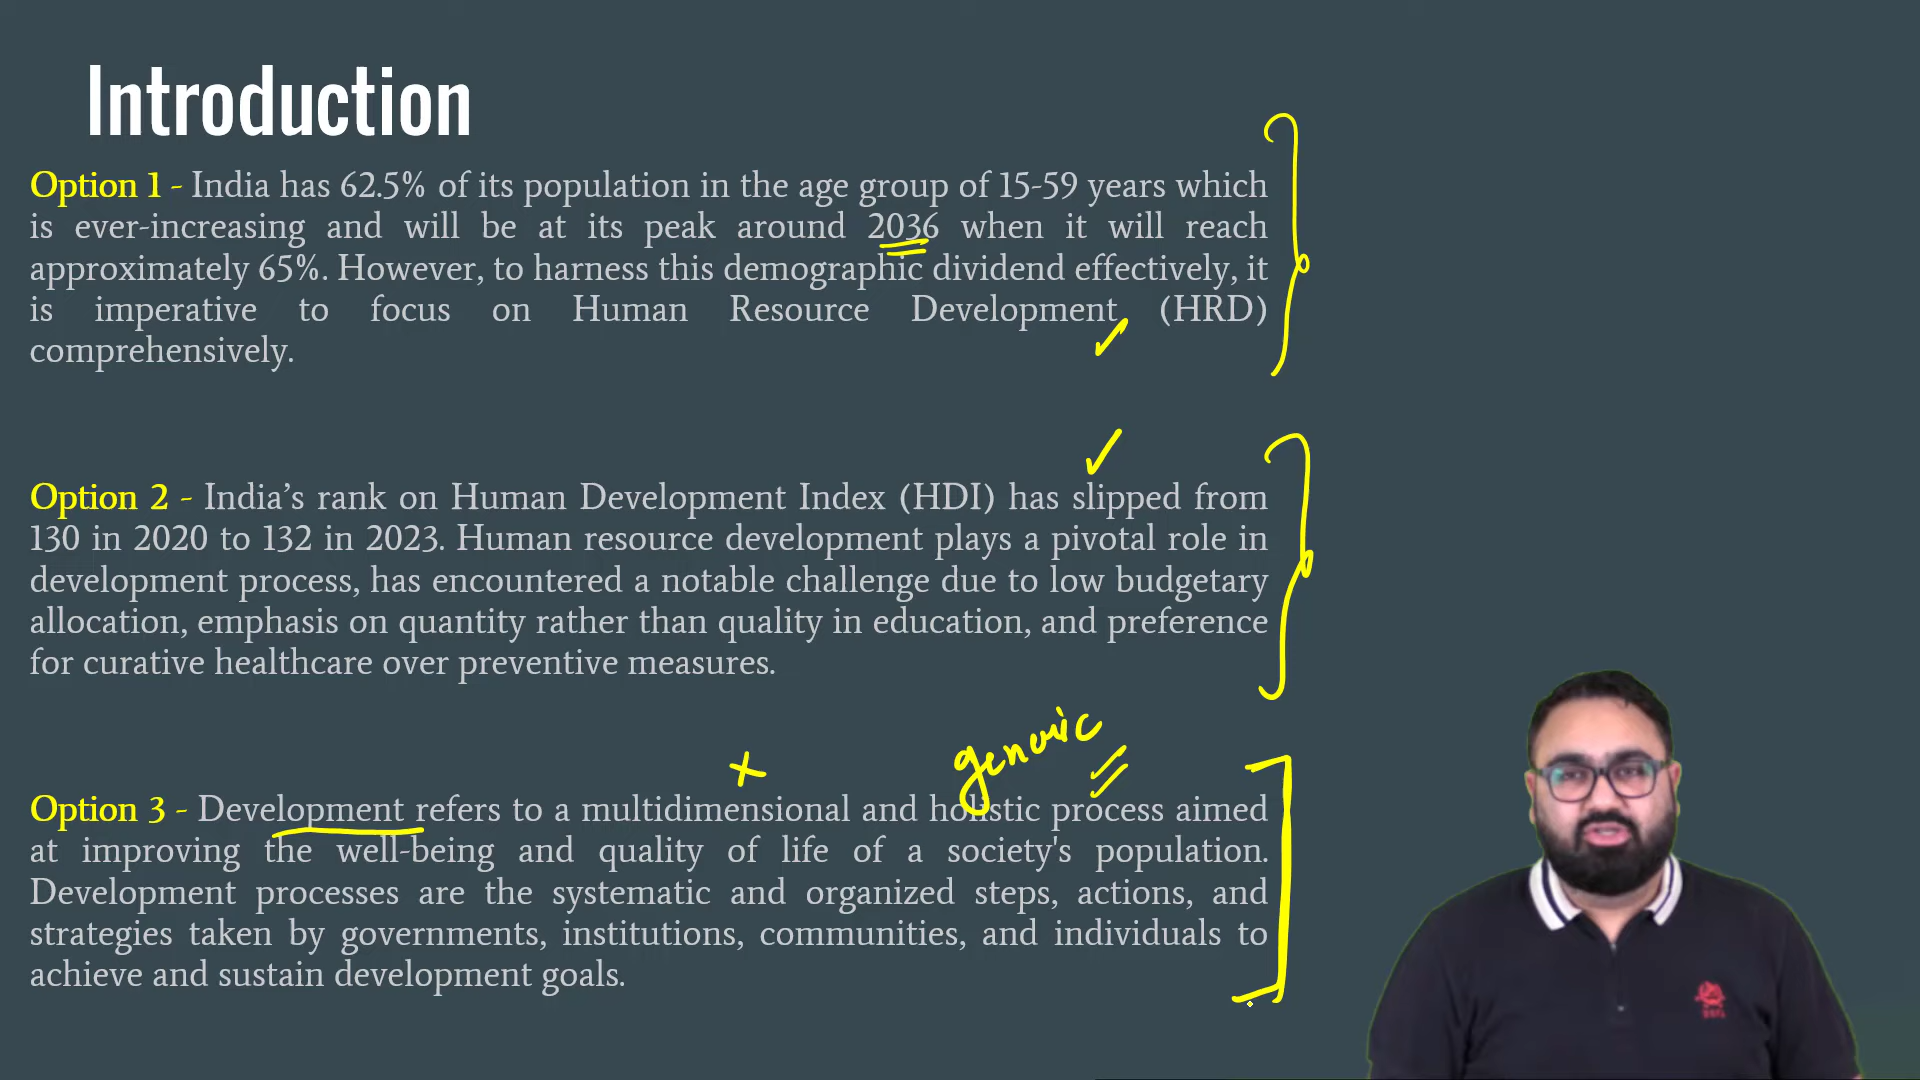 Introduction
Option 1 - India has 62.5% of its population in the age group of 15-59 years which
is ever-increasing and will be at its peak around 2036 when it will reach
approximately 65%. However, to harness this demographic dividend effectively, it
is imperative to focus on Human Resource Development (HRD)
comprehensively.
Option 2 - India’s rank on Human Development Index (HDI) has slipped from
130 in 2020 to 132 in 2023. Human resource development plays a pivotal role in
development process, has encountered a notable challenge due to low budgetary
allocation, emphasis on quantity rather than quality in education, and preference
for curative healthcare over preventive measures.
generic
Option 3 - Development refers to a multidimensional and holistic process aimed
at improving the well-being and quality of life of a society's population.
Development processes are the systematic and organized steps, actions, and
strategies taken by governments, institutions, communities, and individuals to
achieve and sustain development goals.